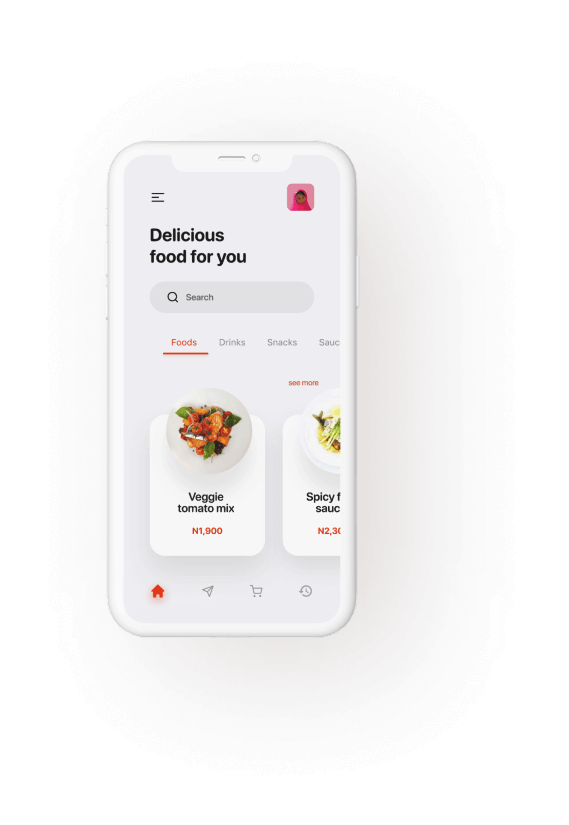 Delicious
food for you
Search
Foods Drinks Snacks Sauc
see more
Veggie
tomato mix
N1,900
Spicy f
sauc
N2,30